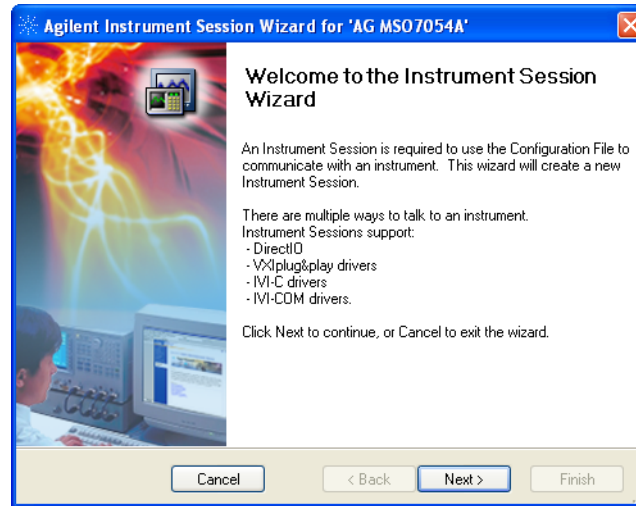 Agilent Instrument Session Wizard for 'AG MSO7054A'
Welcome to the Instrument Session
Wizard
An Instrument Session is required to use the Configuration File to
communicate with an instrument. This wizard will create a new
Instrument Session.
There are multiple ways to talk to an instrument.
Instrument Sessions support:
- DirectIO
- VXIplug&play drivers
- IVI-C drivers
- IVI-COM drivers.
Click Next to continue, or Cancel to exit the wizard.
Cancel < Back Next > Finish